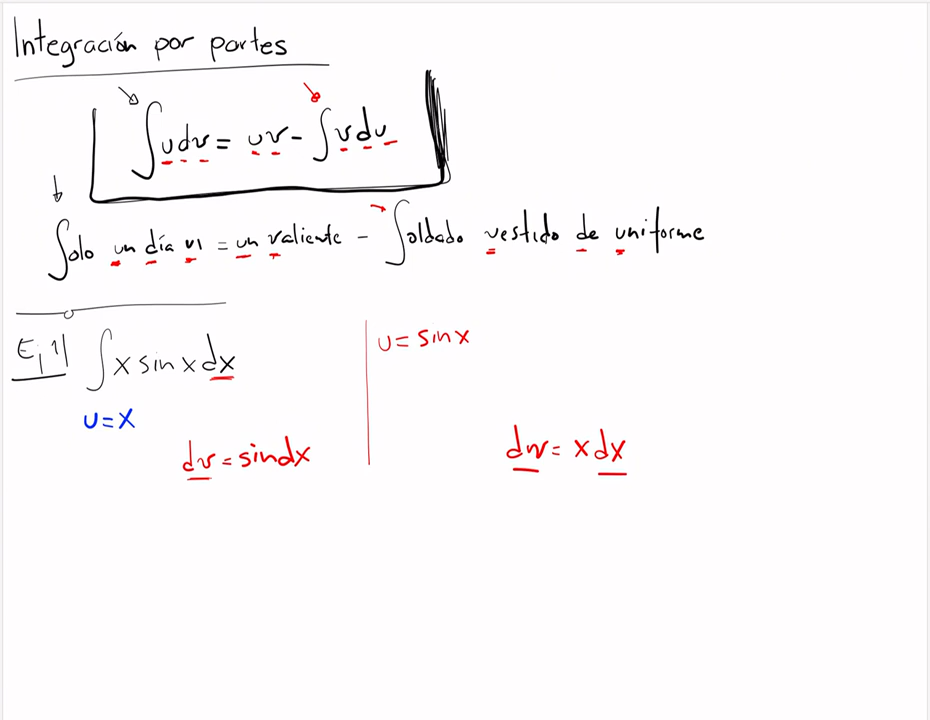 Integración por partes
∫udv = uv - ∫vdu
∫olo un día vi = un valiente - ∫oldado vestido de uniforme
Ej 1) ∫x sin x dx
u = x
dv = sindx
u = sin x
dv = x dx